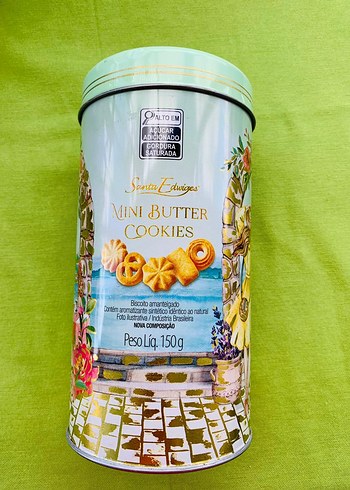 ALTO EM
AÇÚCAR
ADICIONADO
GORDURA
SATURADA
Santa Edwiges
MINI BUTTER
COOKIES
Biscoito amanteigado
Contém aromatizante sintético idêntico ao natural
Foto ilustrativa / Indústria Brasileira
NOVA COMPOSIÇÃO
Peso Líq. 150g